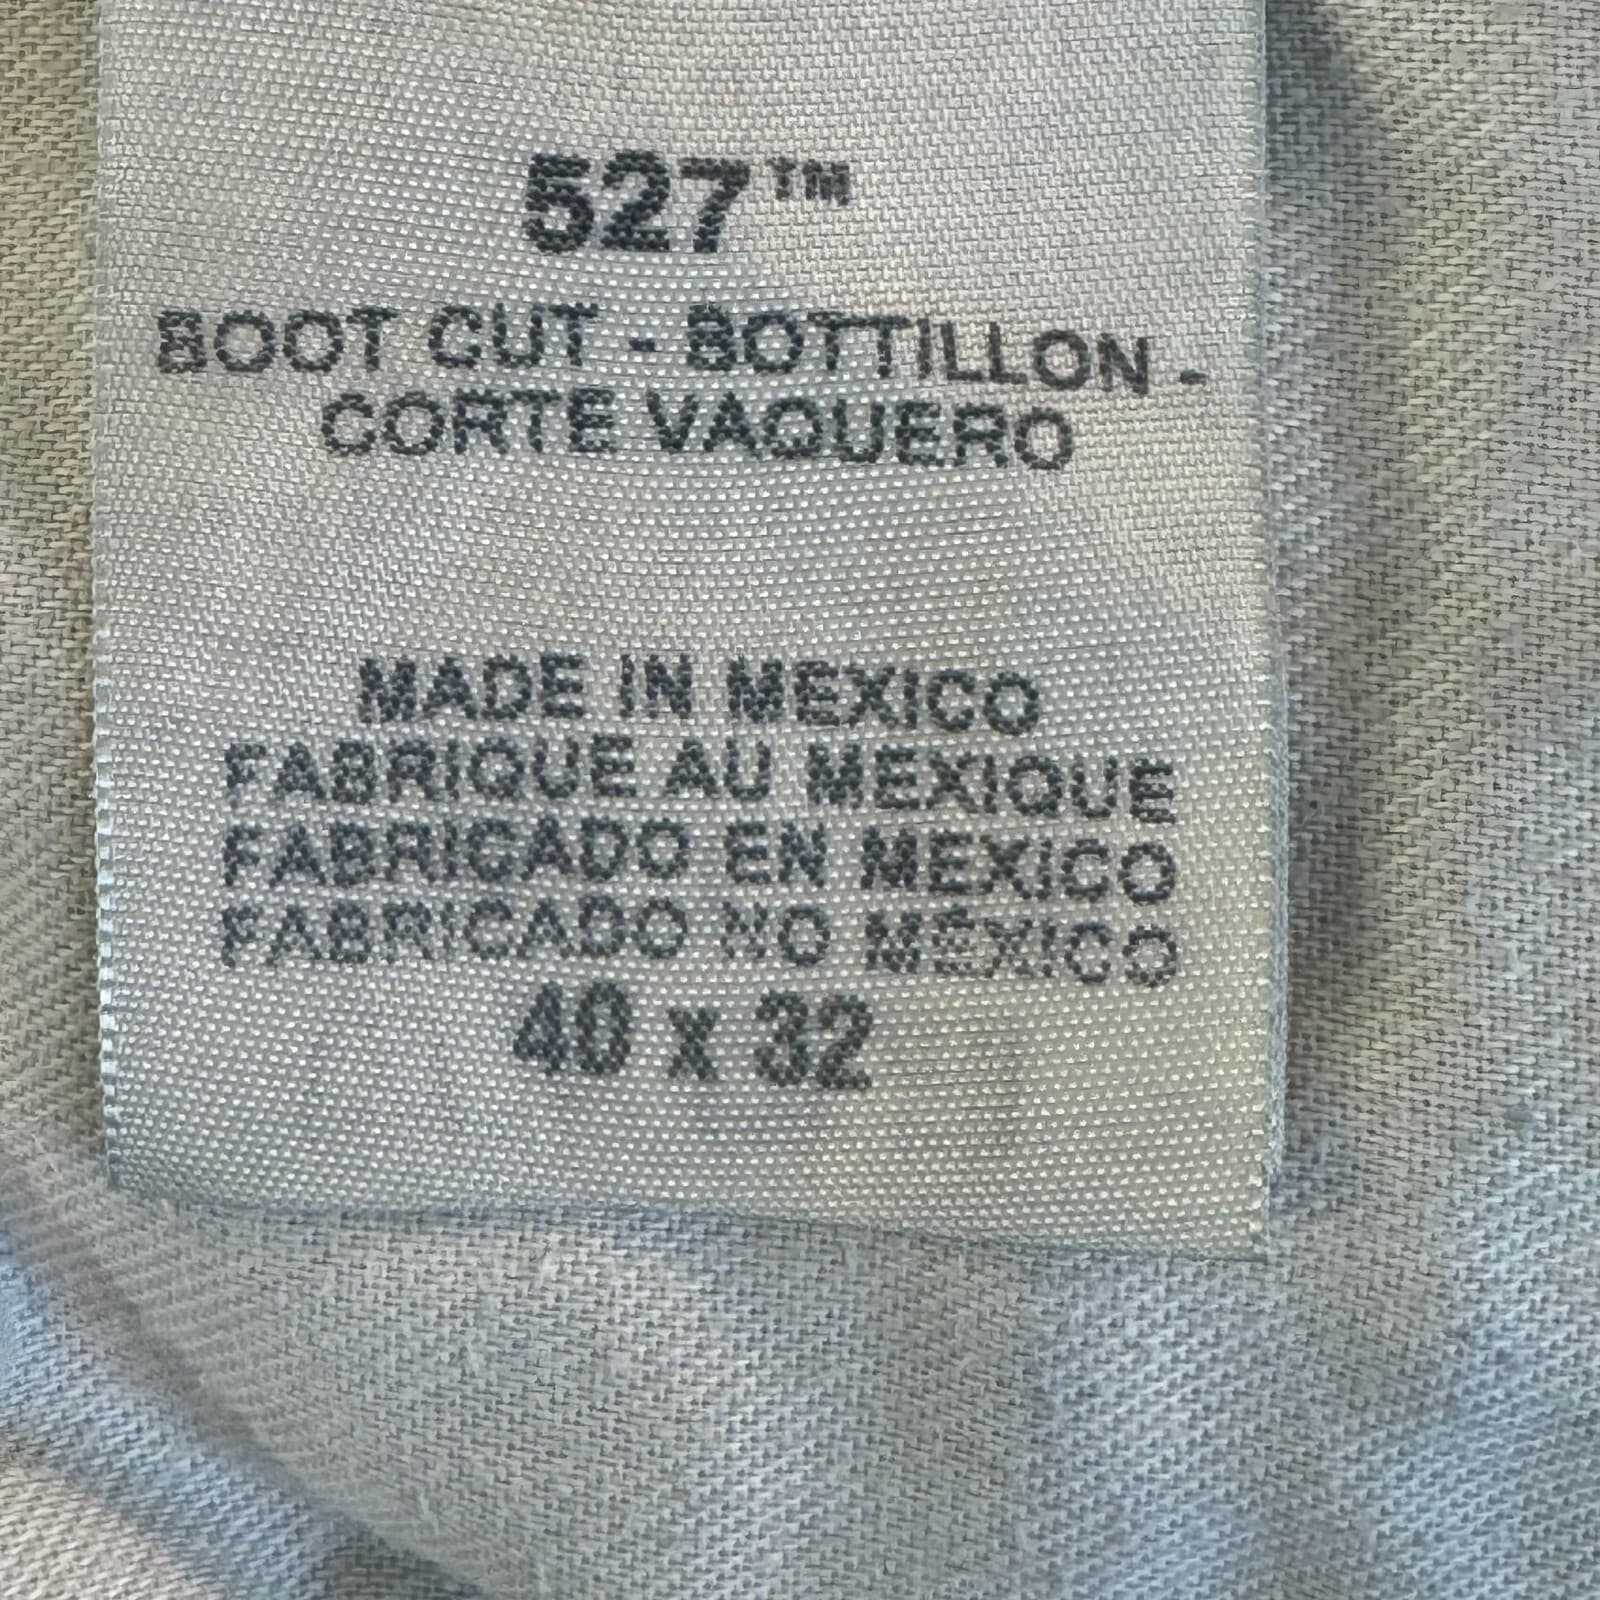 527™
BOOT CUT - BOTTILLON -
CORTE VAQUERO
MADE IN MEXICO
FABRIQUE AU MEXIQUE
FABRICADO EN MEXICO
FABRICADO NO MÉXICO
40 x 32